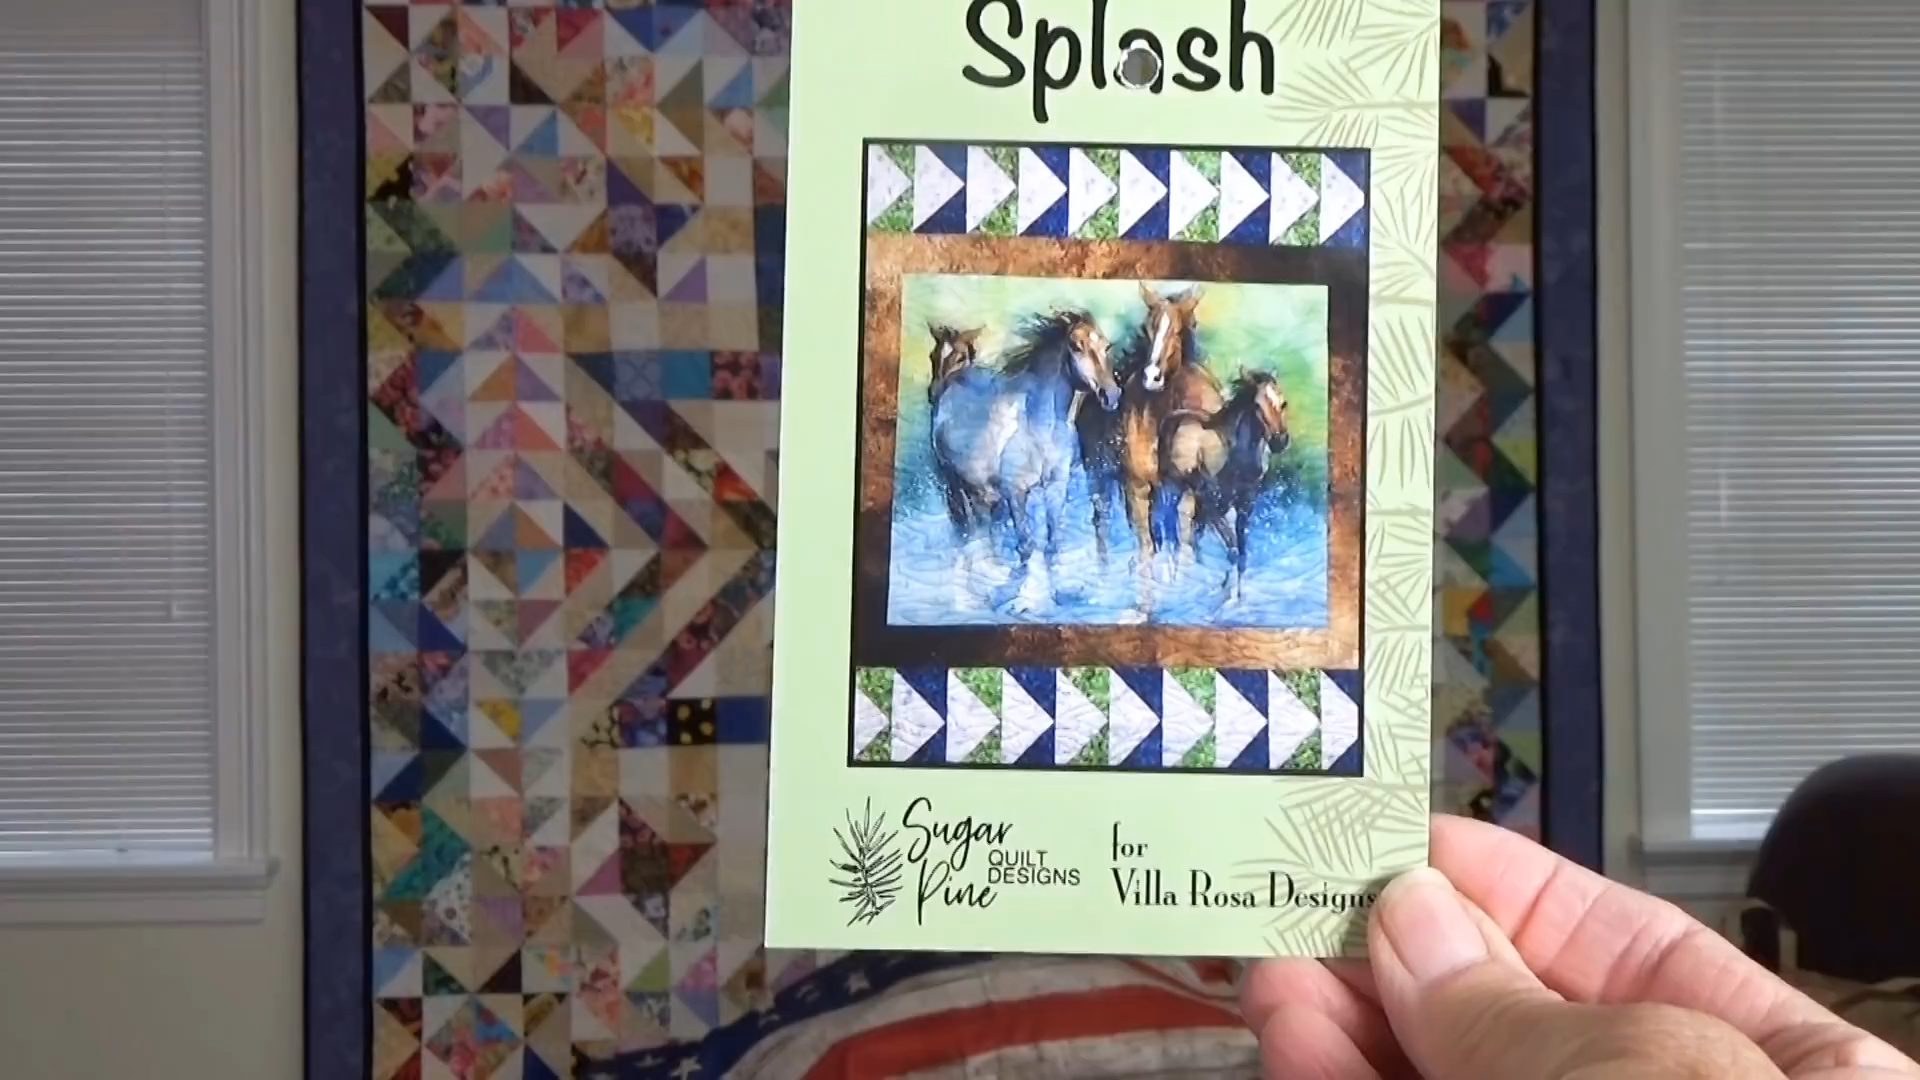 Splash
Sugar
Pine
QUILT
DESIGNS
for
Villa Rosa Designs